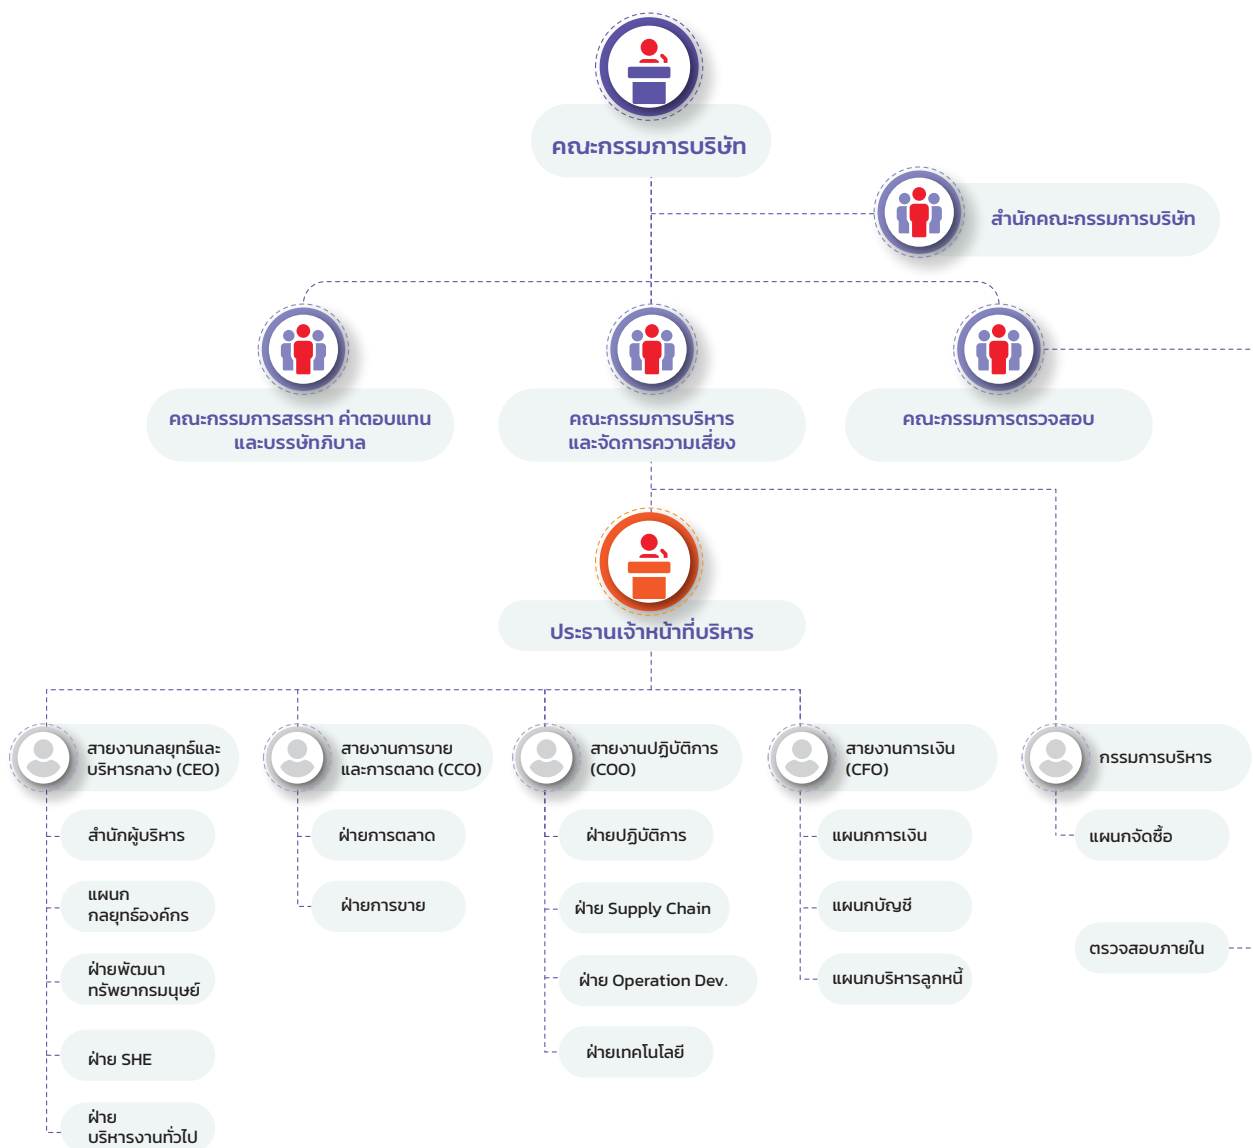 คณะกรรมการบริษัท
สำนักคณะกรรมการบริษัท
คณะกรรมการสรรหา ค่าตอบแทน
และบรรษัทภิบาล
คณะกรรมการบริหาร
และจัดการความเสี่ยง
คณะกรรมการตรวจสอบ
ประธานเจ้าหน้าที่บริหาร
สายงานกลยุทธ์และ
บริหารกลาง (CEO)
สำนักผู้บริหาร
แผนก
กลยุทธ์องค์กร
ฝ่ายพัฒนา
ทรัพยากรมนุษย์
ฝ่าย SHE
ฝ่าย
บริหารงานทั่วไป
สายงานการขาย
และการตลาด (CCO)
ฝ่ายการตลาด
ฝ่ายการขาย
สายงานปฏิบัติการ
(COO)
ฝ่ายปฏิบัติการ
ฝ่าย Supply Chain
ฝ่าย Operation Dev.
ฝ่ายเทคโนโลยี
สายงานการเงิน
(CFO)
แผนกการเงิน
แผนกบัญชี
แผนกบริหารลูกหนี้
กรรมการบริหาร
แผนกจัดซื้อ
ตรวจสอบภายใน